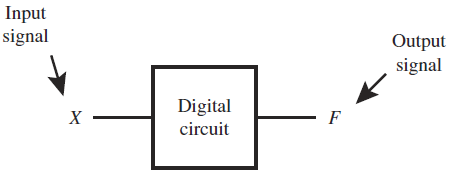 Input
signal
Output
signal
X
Digital
circuit
F